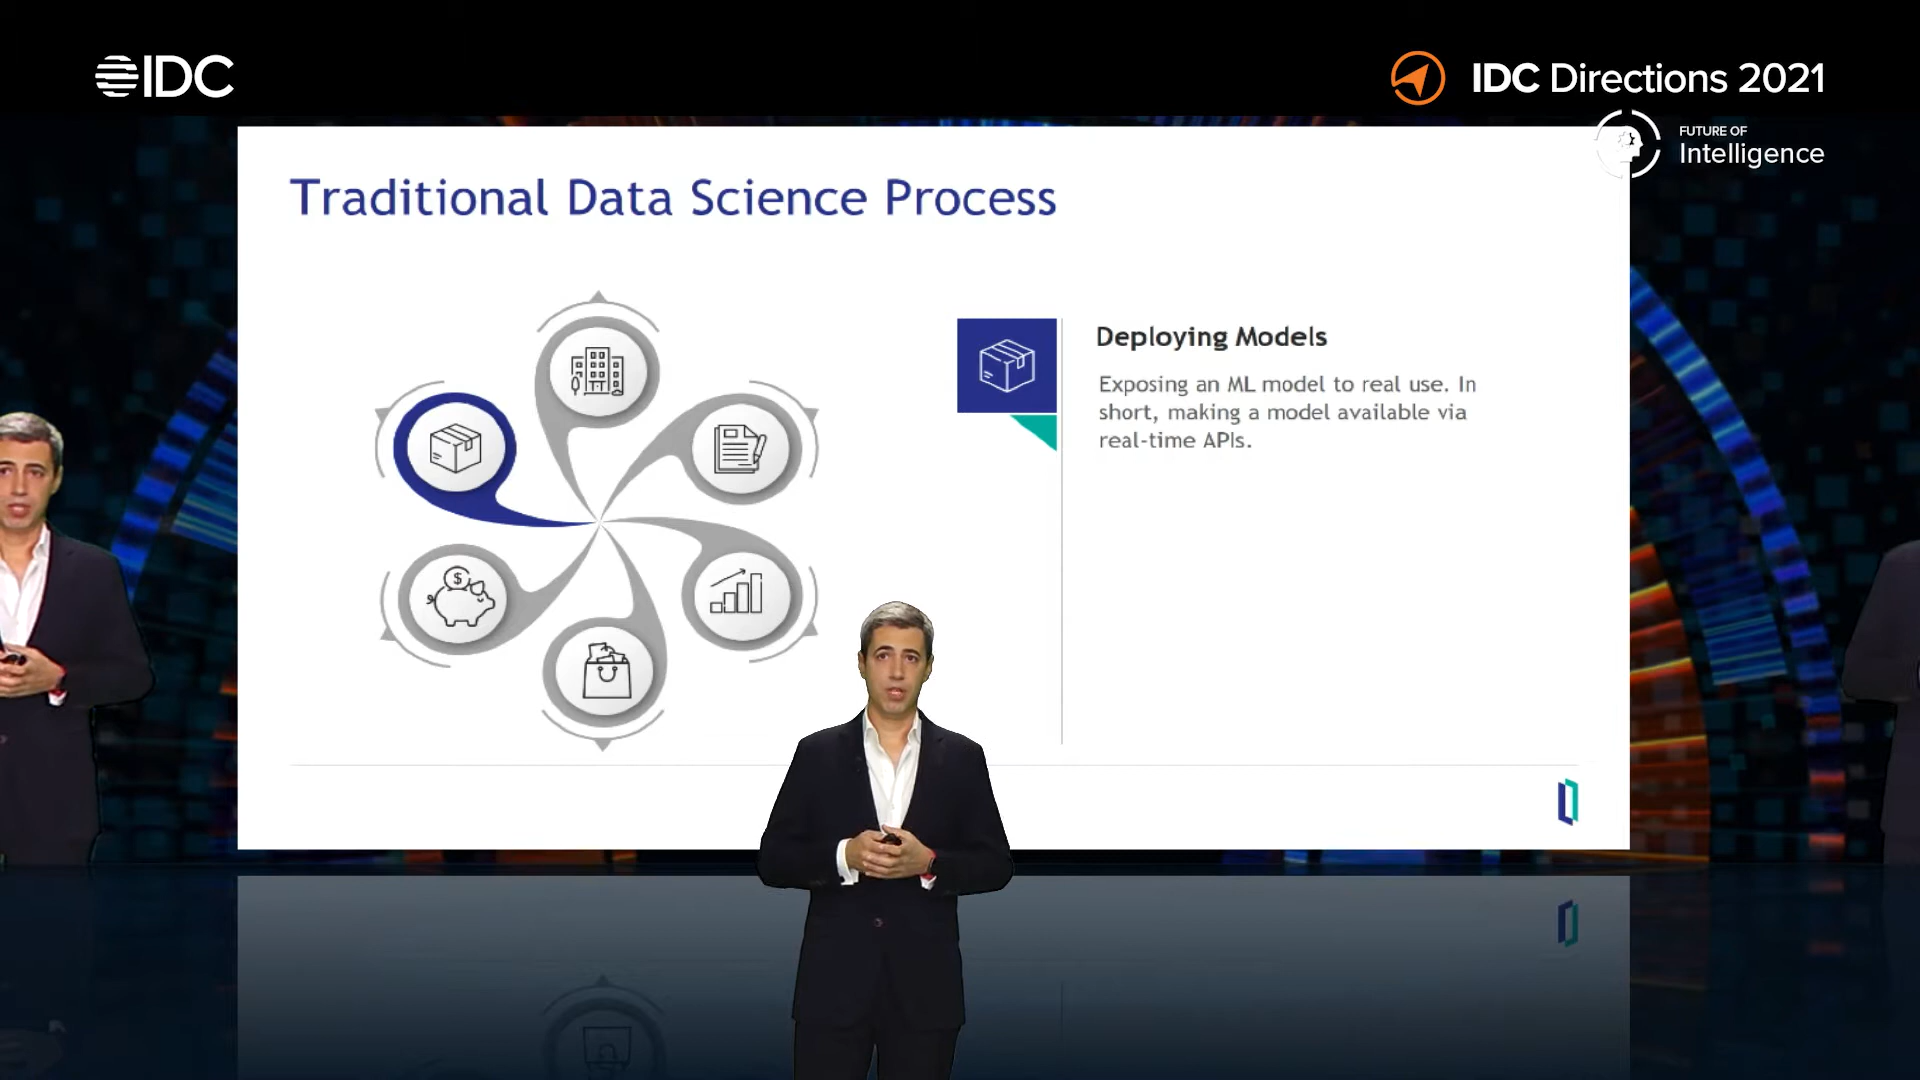 IDC
IDC Directions 2021
FUTURE OF
Intelligence
Traditional Data Science Process
Deploying Models
Exposing an ML model to real use. In
short, making a model available via
real-time APIs.
$